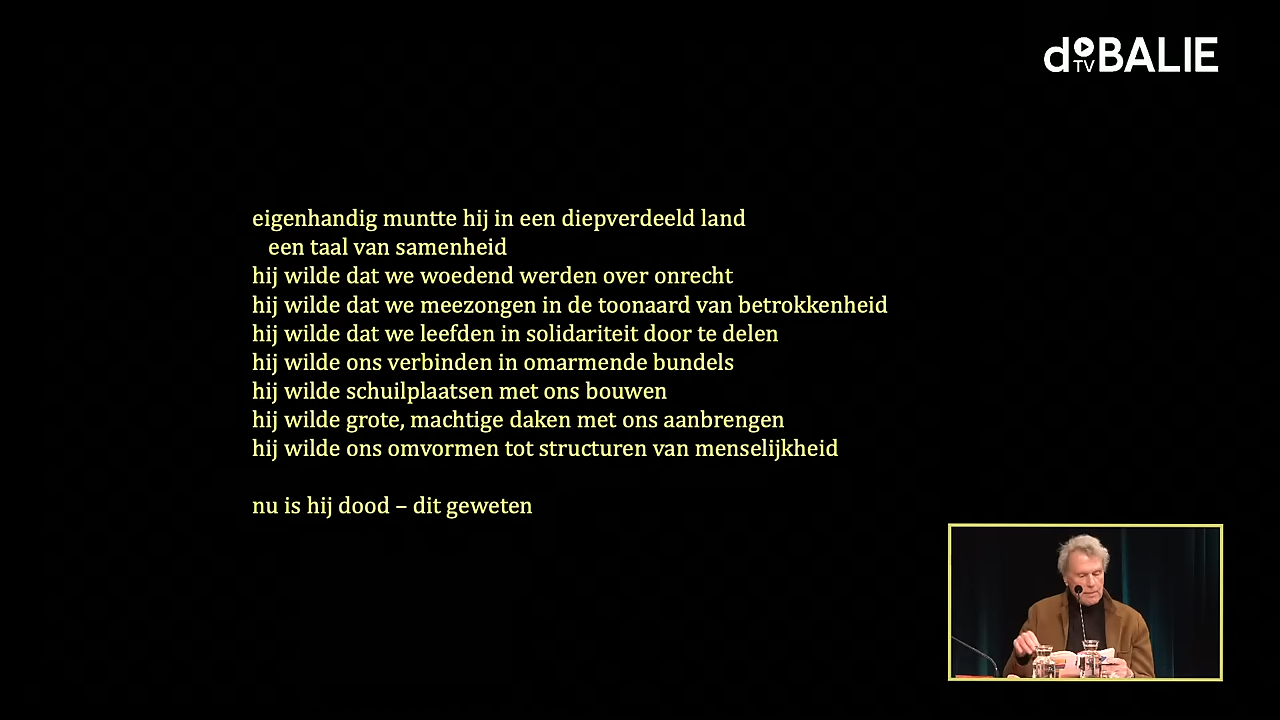 de BALIE
TV
eigenhandig muntte hij in een diepverdeeld land
een taal van samenheid
hij wilde dat we woedend werden over onrecht
hij wilde dat we meezongen in de toonaard van betrokkenheid
hij wilde dat we leefden in solidariteit door te delen
hij wilde ons verbinden in omarmende bundels
hij wilde schuilplaatsen met ons bouwen
hij wilde grote, machtige daken met ons aanbrengen
hij wilde ons omvormen tot structuren van menselijkheid
nu is hij dood – dit geweten